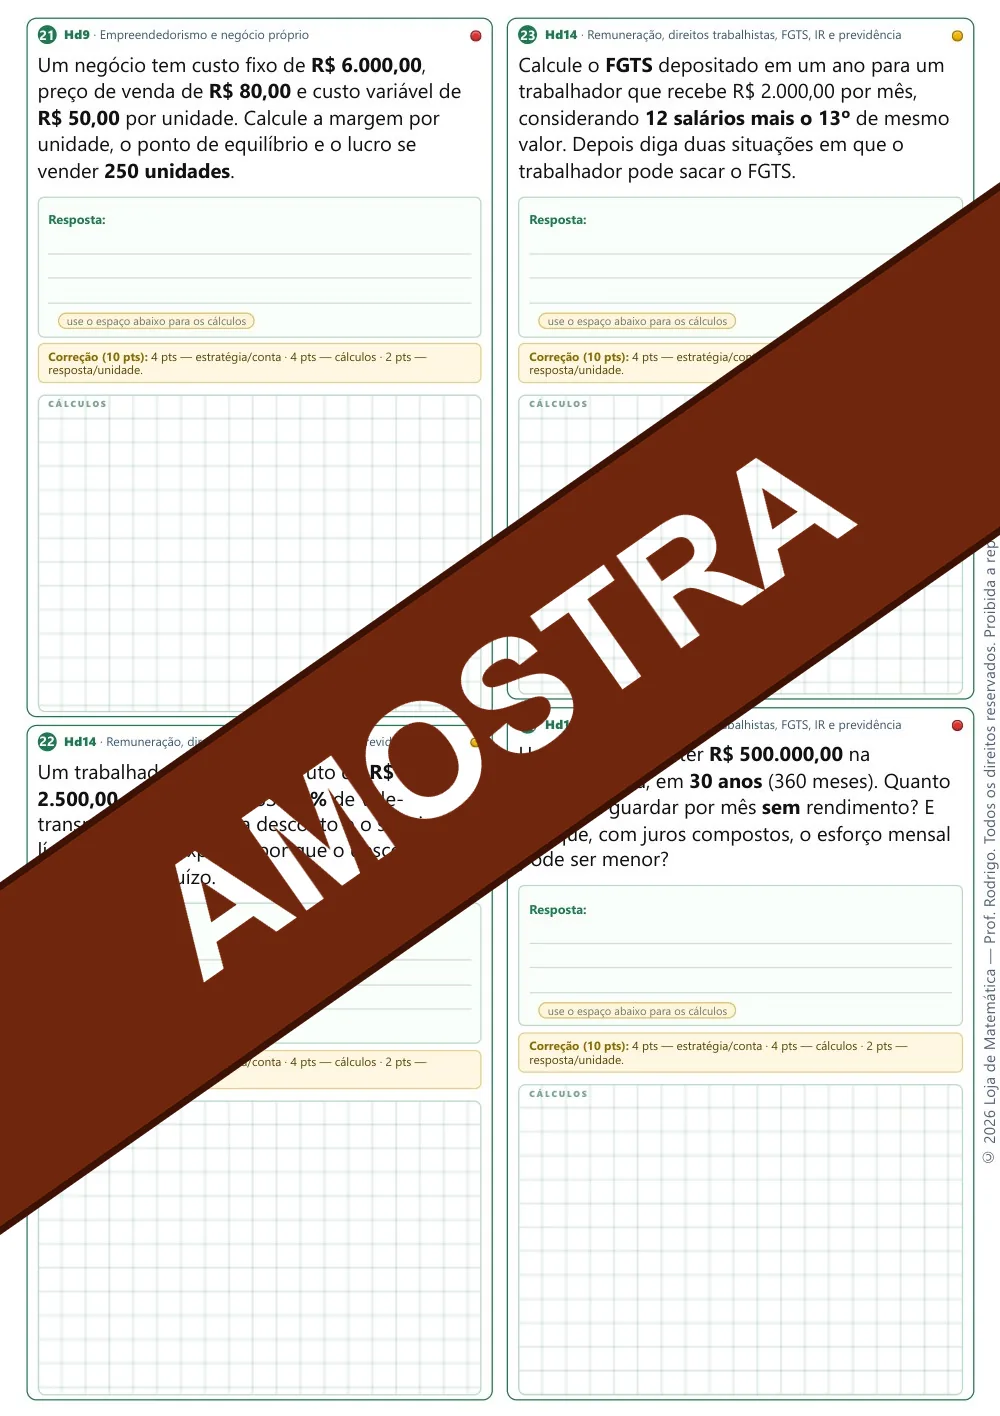 21 Hd9 · Empreendedorismo e negócio próprio
Um negócio tem custo fixo de R$ 6.000,00,
preço de venda de R$ 80,00 e custo variável de
R$ 50,00 por unidade. Calcule a margem por
unidade, o ponto de equilíbrio e o lucro se
vender 250 unidades.
Resposta:
use o espaço abaixo para os cálculos
Correção (10 pts): 4 pts — estratégia/conta · 4 pts — cálculos · 2 pts —
resposta/unidade.
CÁLCULOS
22 Hd14 · Remuneração,
Um
R$
2.500,00
% de
o
por que o
/conta · 4 pts — cálculos · 2 pts —
23 Hd14 · Remuneração, direitos trabalhistas, FGTS, IR e previdência
Calcule o FGTS depositado em um ano para um
trabalhador que recebe R$ 2.000,00 por mês,
considerando 12 salários mais o 13º de mesmo
valor. Depois diga duas situações em que o
trabalhador pode sacar o FGTS.
Resposta:
use o espaço abaixo para os cálculos
Correção (10 pts): 4 pts —
resposta/unidade.
CÁLCULOS
FGTS, IR e previdência
R$ 500.000,00 na
em 30 anos (360 meses). Quanto
guardar por mês sem rendimento? E
com juros compostos, o esforço mensal
ser menor?
Resposta:
use o espaço abaixo para os cálculos
Correção (10 pts): 4 pts — estratégia/conta · 4 pts — cálculos · 2 pts —
resposta/unidade.
CÁLCULOS
AMOSTRA
© 2026 Loja de Matemática — Prof. Rodrigo. Todos os direitos reservados. Proibida a